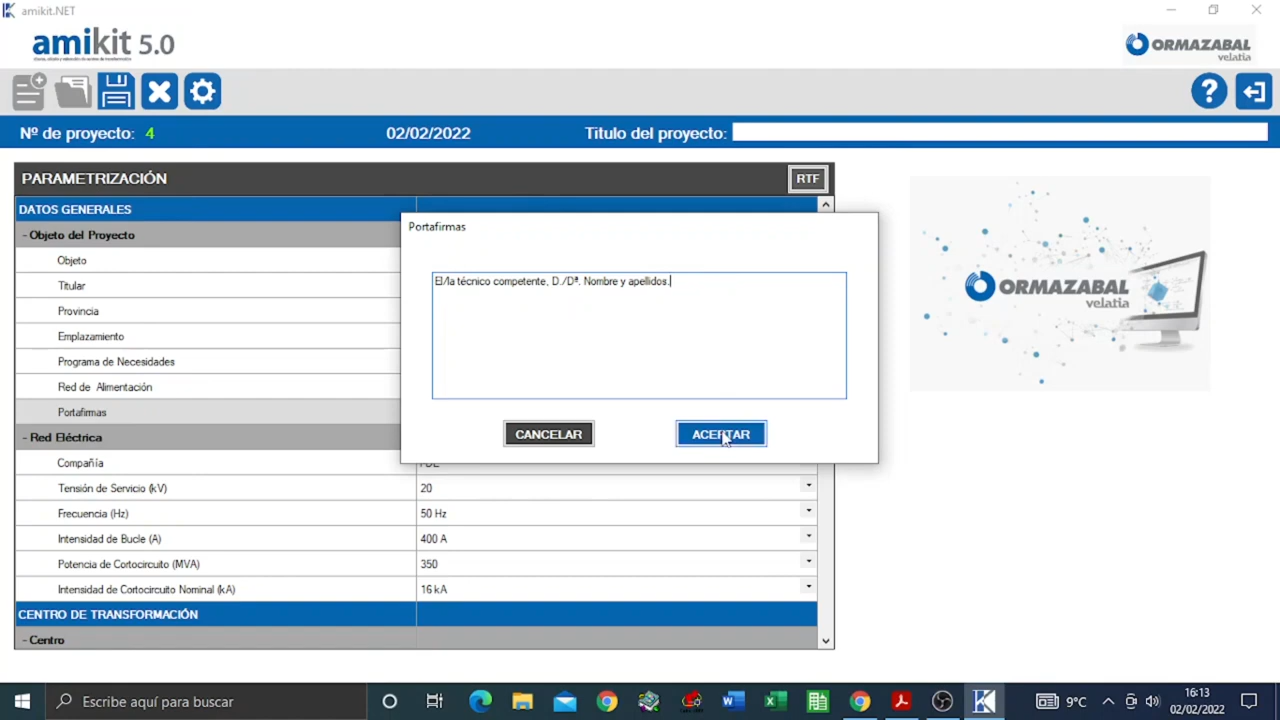 amikit.NET
amikit 5.0
ORMAZABAL
velatia
Nº de proyecto: 4
02/02/2022
Título del proyecto:
PARAMETRIZACIÓN
RTF
DATOS GENERALES
- Objeto del Proyecto
Objeto
Titular
Provincia
Emplazamiento
Programa de Necesidades
Red de Alimentación
Portafirmas
- Red Eléctrica
Compañía
Tensión de Servicio (kV) 20
Frecuencia (Hz) 50 Hz
Intensidad de Bucle (A) 400 A
Potencia de Cortocircuito (MVA) 350
Intensidad de Cortocircuito Nominal (kA) 16 kA
CENTRO DE TRANSFORMACIÓN
- Centro
Portafirmas
El/la técnico competente, D./Dª. Nombre y apellidos.
CANCELAR
ACEPTAR
ORMAZABAL
velatia
Escribe aquí para buscar
9°C
16:13
02/02/2022